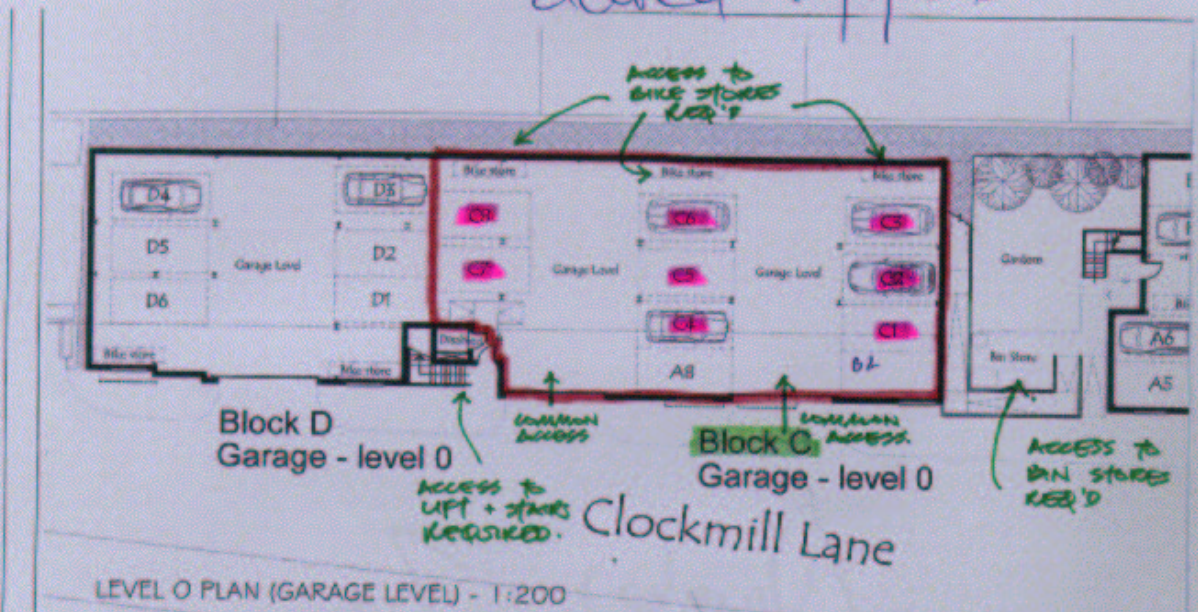 ACCESS TO
BIKE STORES
REQ'D
Bike store
Bike store
Bike store
D4
D3
C6
C3
D5
D2
Garage Level
C7
Garage Level
C5
Garage Level
C2
Gardens
D6
D1
C4
C1
A8
Bin Store
A6
A5
Bike store
Bike store
Block D
Garage - level 0
COMMON
ACCESS
Block C
Garage - level 0
COMMON
ACCESS.
ACCESS TO
BIN STORES
REQ'D
ACCESS TO
LIFT + STAIRS
REQUIRED.
Clockmill Lane
LEVEL 0 PLAN (GARAGE LEVEL) - 1:200